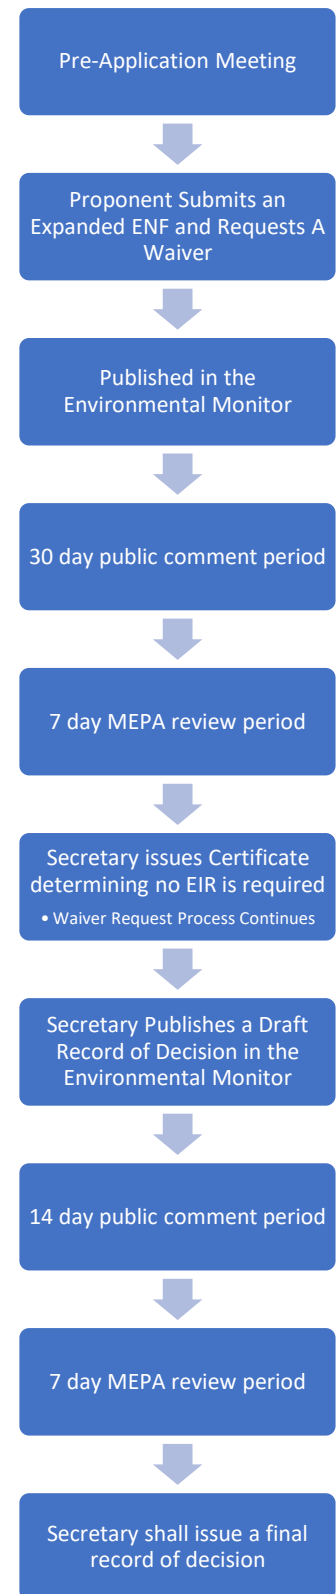 Pre-Application Meeting
Proponent Submits an
Expanded ENF and Requests A
Waiver
Published in the
Environmental Monitor
30 day public comment period
7 day MEPA review period
Secretary issues Certificate
determining no EIR is required
• Waiver Request Process Continues
Secretary Publishes a Draft
Record of Decision in the
Environmental Monitor
14 day public comment period
7 day MEPA review period
Secretary shall issue a final
record of decision